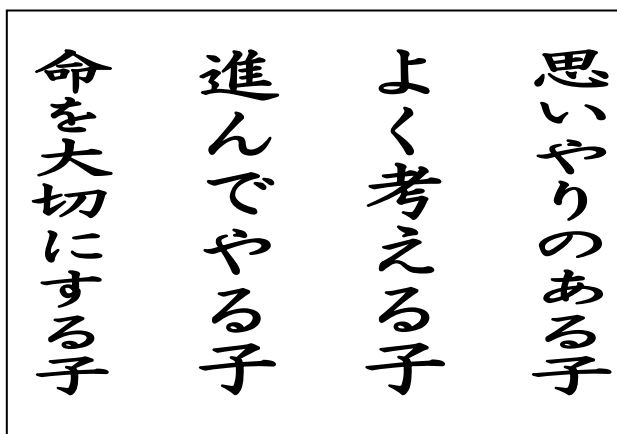 思いやりのある子
よく考える子
進んでやる子
命を大切にする子